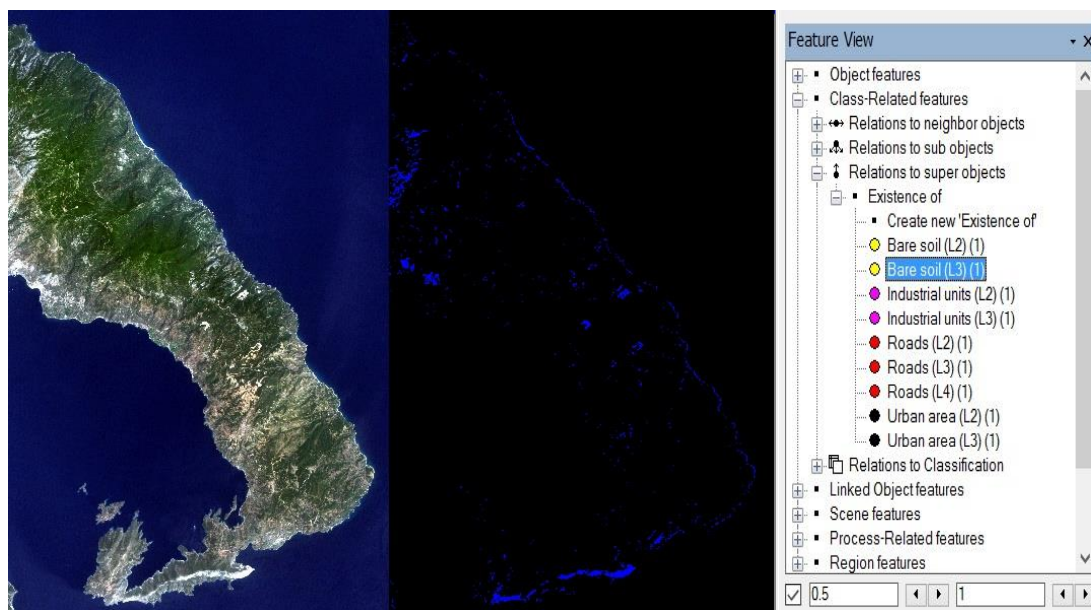 Feature View
Object features
Class-Related features
Relations to neighbor objects
Relations to sub objects
Relations to super objects
Existence of
Create new 'Existence of'
Bare soil (L2) (1)
Bare soil (L3) (1)
Industrial units (L2) (1)
Industrial units (L3) (1)
Roads (L2) (1)
Roads (L3) (1)
Roads (L4) (1)
Urban area (L2) (1)
Urban area (L3) (1)
Relations to Classification
Linked Object features
Scene features
Process-Related features
Region features
0.5 1